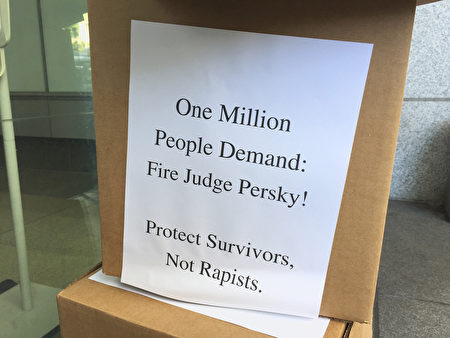 One Million
People Demand:
Fire Judge Persky!
Protect Survivors,
Not Rapists.